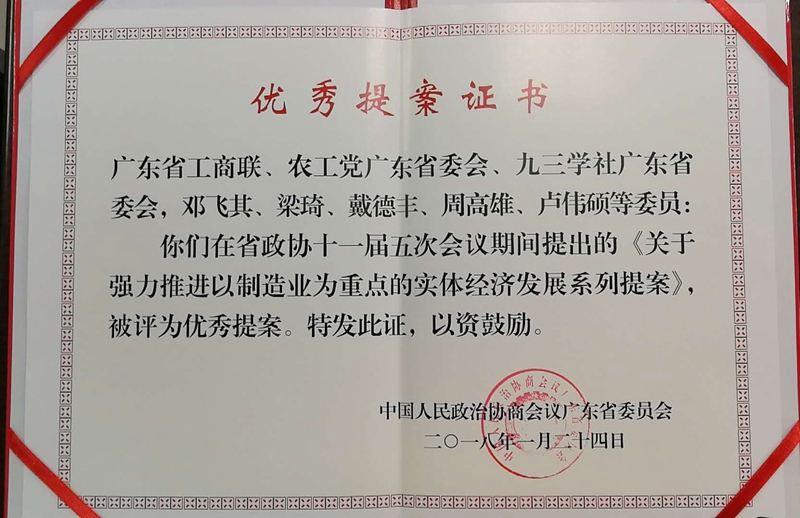 优秀提案证书
广东省工商联、农工党广东省委会、九三学社广东省
委会，邓飞其、梁琦、戴德丰、周高雄、卢伟硕等委员：
你们在省政协十一届五次会议期间提出的《关于
强力推进以制造业为重点的实体经济发展系列提案》，
被评为优秀提案。特发此证，以资鼓励。
中国人民政治协商会议广东省委员会
二〇一八年一月二十四日